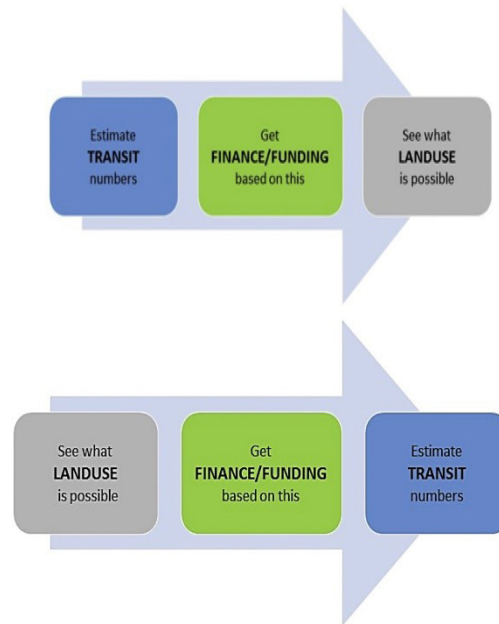 Estimate
TRANSIT
numbers
Get
FINANCE/FUNDING
based on this
See what
LANDUSE
is possible
See what
LANDUSE
is possible
Get
FINANCE/FUNDING
based on this
Estimate
TRANSIT
numbers